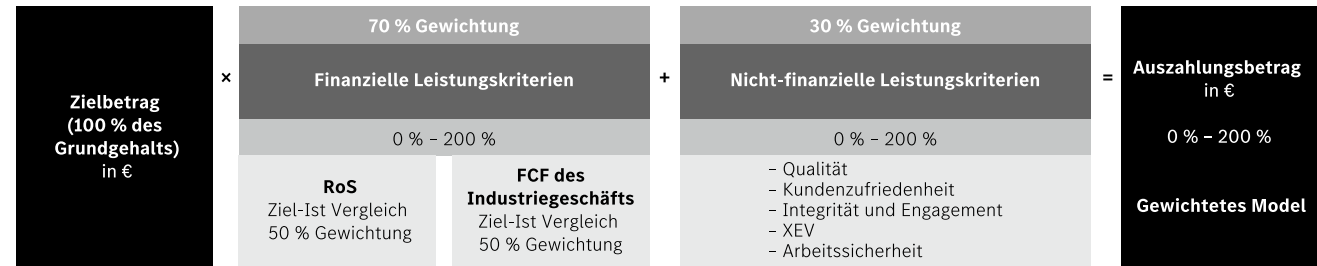 Zielbetrag
(100 % des
Grundgehalts)
in €
×
70 % Gewichtung
Finanzielle Leistungskriterien
0 % – 200 %
RoS
Ziel-Ist Vergleich
50 % Gewichtung
FCF des
Industriegeschäfts
Ziel-Ist Vergleich
50 % Gewichtung
+
30 % Gewichtung
Nicht-finanzielle Leistungskriterien
0 % – 200 %
– Qualität
– Kundenzufriedenheit
– Integrität und Engagement
– XEV
– Arbeitssicherheit
=
Auszahlungsbetrag
in €
0 % – 200 %
Gewichtetes Model